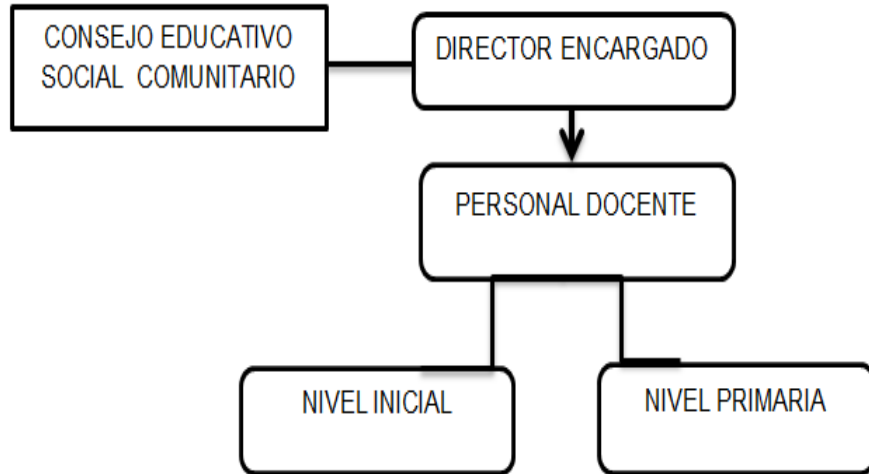 CONSEJO EDUCATIVO
SOCIAL COMUNITARIO
DIRECTOR ENCARGADO
PERSONAL DOCENTE
NIVEL INICIAL
NIVEL PRIMARIA